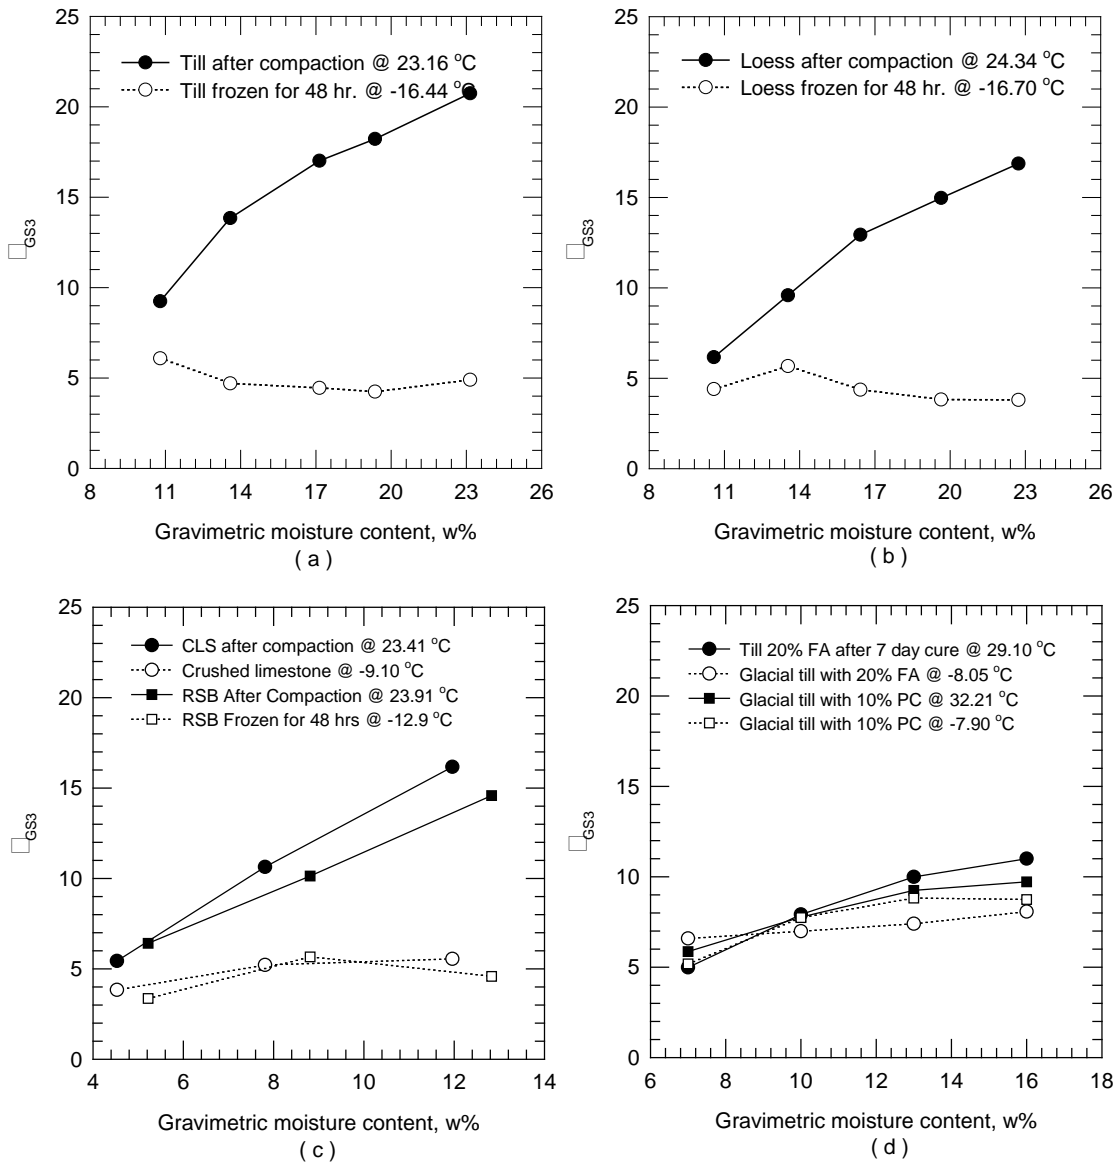 25
20
15
10
5
0
Till after compaction @ 23.16 °C
Till frozen for 48 hr. @ -16.44 °C
□GS3
8 11 14 17 20 23 26
Gravimetric moisture content, w%
( a )
25
20
15
10
5
0
Loess after compaction @ 24.34 °C
Loess frozen for 48 hr. @ -16.70 °C
□GS3
8 11 14 17 20 23 26
Gravimetric moisture content, w%
( b )
25
20
15
10
5
0
CLS after compaction @ 23.41 °C
Crushed limestone @ -9.10 °C
RSB After Compaction @ 23.91 °C
RSB Frozen for 48 hrs @ -12.9 °C
□GS3
4 6 8 10 12 14
Gravimetric moisture content, w%
( c )
25
20
15
10
5
0
Till 20% FA after 7 day cure @ 29.10 °C
Glacial till with 20% FA @ -8.05 °C
Glacial till with 10% PC @ 32.21 °C
Glacial till with 10% PC @ -7.90 °C
□GS3
6 8 10 12 14 16 18
Gravimetric moisture content, w%
( d )